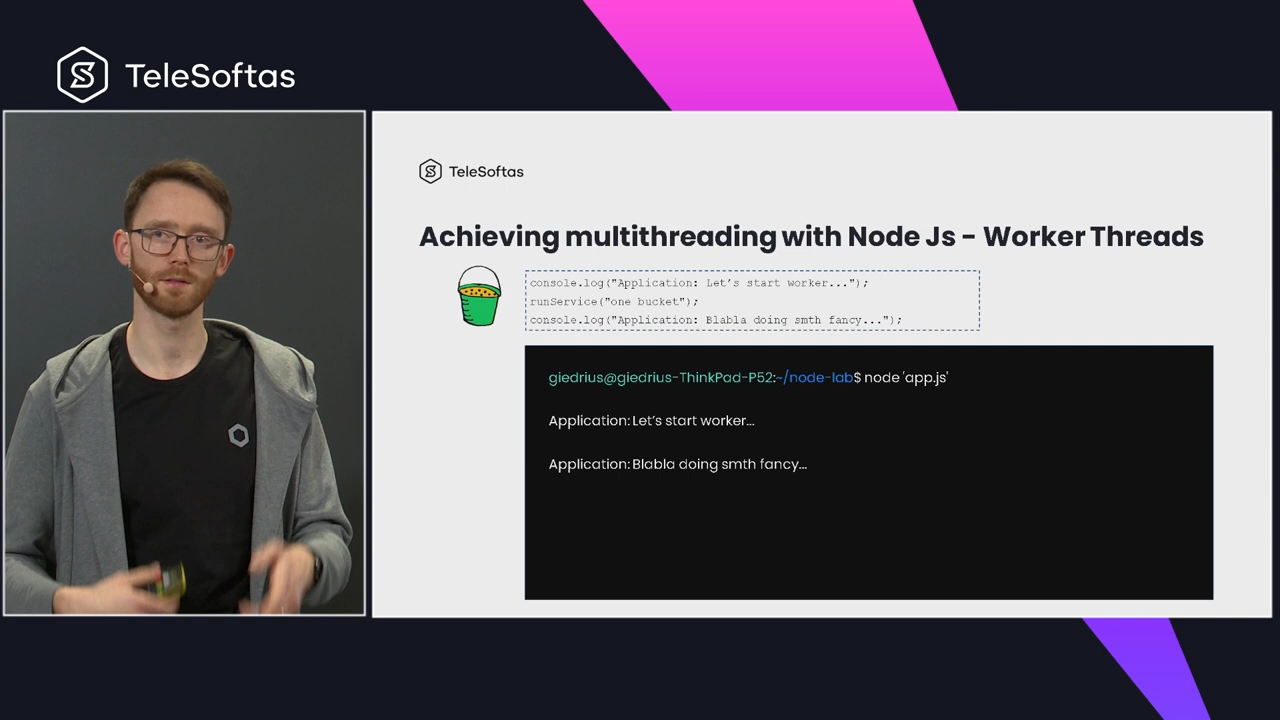 TeleSoftas
TeleSoftas
Achieving multithreading with Node Js - Worker Threads
console.log("Application: Let’s start worker...");
runService("one bucket");
console.log("Application: Blabla doing smth fancy...");
giedrius@giedrius-ThinkPad-P52:~/node-lab$ node 'app.js'
Application: Let’s start worker...
Application: Blabla doing smth fancy...